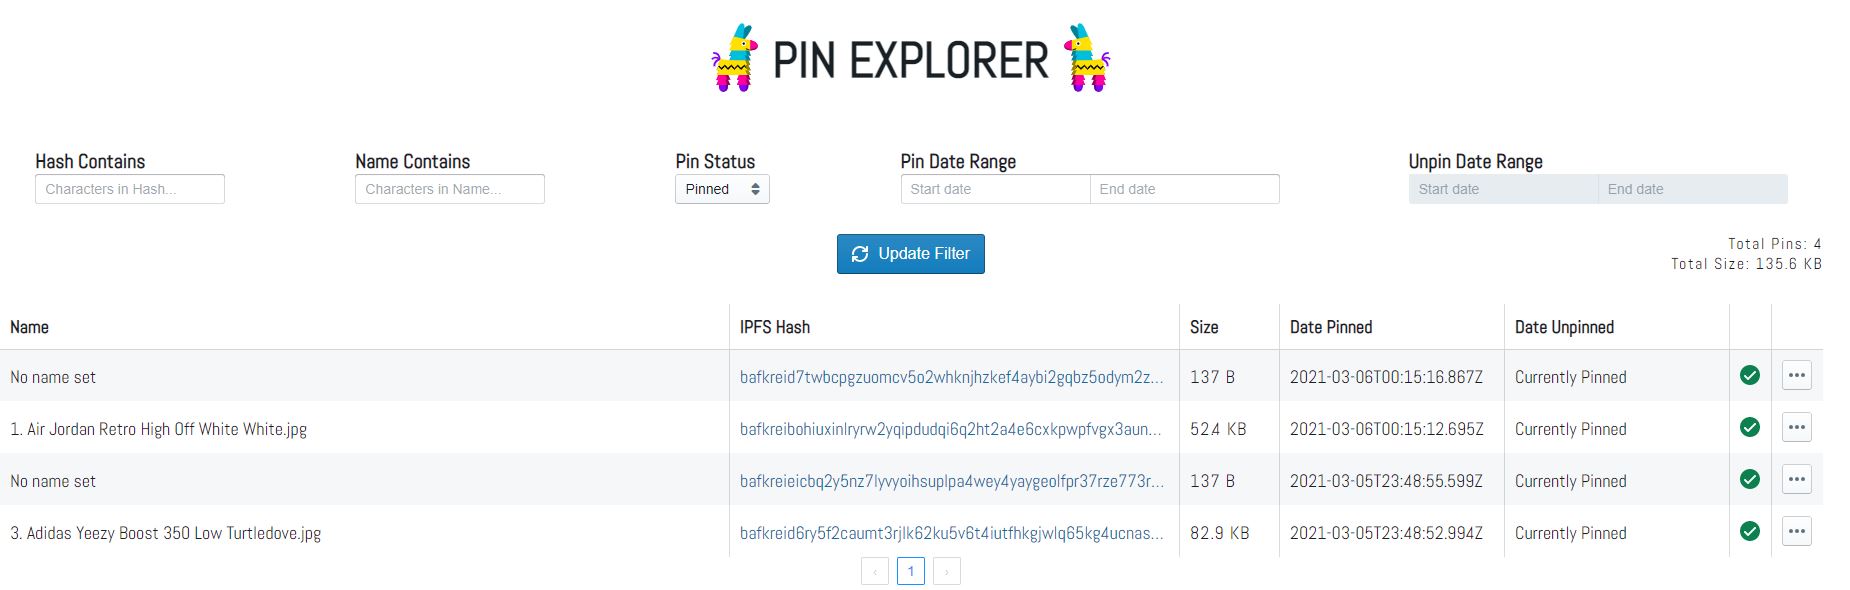 PIN EXPLORER
Hash Contains Name Contains Pin Status Pin Date Range Unpin Date Range
Characters in Hash... Characters in Name... Pinned Start date End date Start date End date
Update Filter
Total Pins: 4
Total Size: 135.6 KB
Name IPFS Hash Size Date Pinned Date Unpinned
No name set bafkreid7twbcpgzuomcv5o2whknjhzkef4aybi2gqbz5odym2z... 137 B 2021-03-06T00:15:16.867Z Currently Pinned
1. Air Jordan Retro High Off White White.jpg bafkreibohiuxinlryrw2yqipdudqi6q2ht2a4e6cxkpwpfvgx3aun... 52.4 KB 2021-03-06T00:15:12.695Z Currently Pinned
No name set bafkreieicbq2y5nz7lyvyoihsuplpa4wey4yaygeolfpr37rze773r... 137 B 2021-03-05T23:48:55.599Z Currently Pinned
3. Adidas Yeezy Boost 350 Low Turtledove.jpg bafkreid6ry5f2caumt3rjlk62ku5v6t4iutfhkgjwlq65kg4ucnas... 82.9 KB 2021-03-05T23:48:52.994Z Currently Pinned
‹ 1 ›